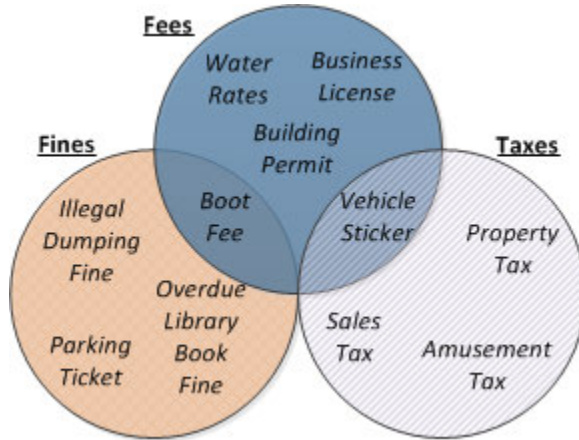 Fees
Water
Rates
Business
License
Building
Permit
Fines
Taxes
Boot
Fee
Vehicle
Sticker
Illegal
Dumping
Fine
Property
Tax
Overdue
Library
Book
Fine
Parking
Ticket
Sales
Tax
Amusement
Tax